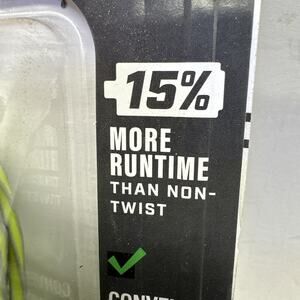 15%
MORE
RUNTIME
THAN NON-
TWIST